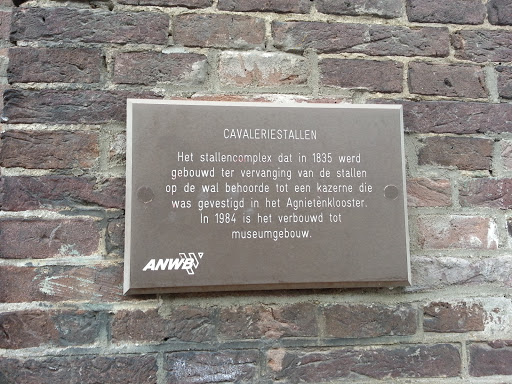 CAVALERIESTALLEN
Het stallencomplex dat in 1835 werd
gebouwd ter vervanging van de stallen
op de wal behoorde tot een kazerne die
was gevestigd in het Agnietenklooster.
In 1984 is het verbouwd tot
museumgebouw.
ANWB